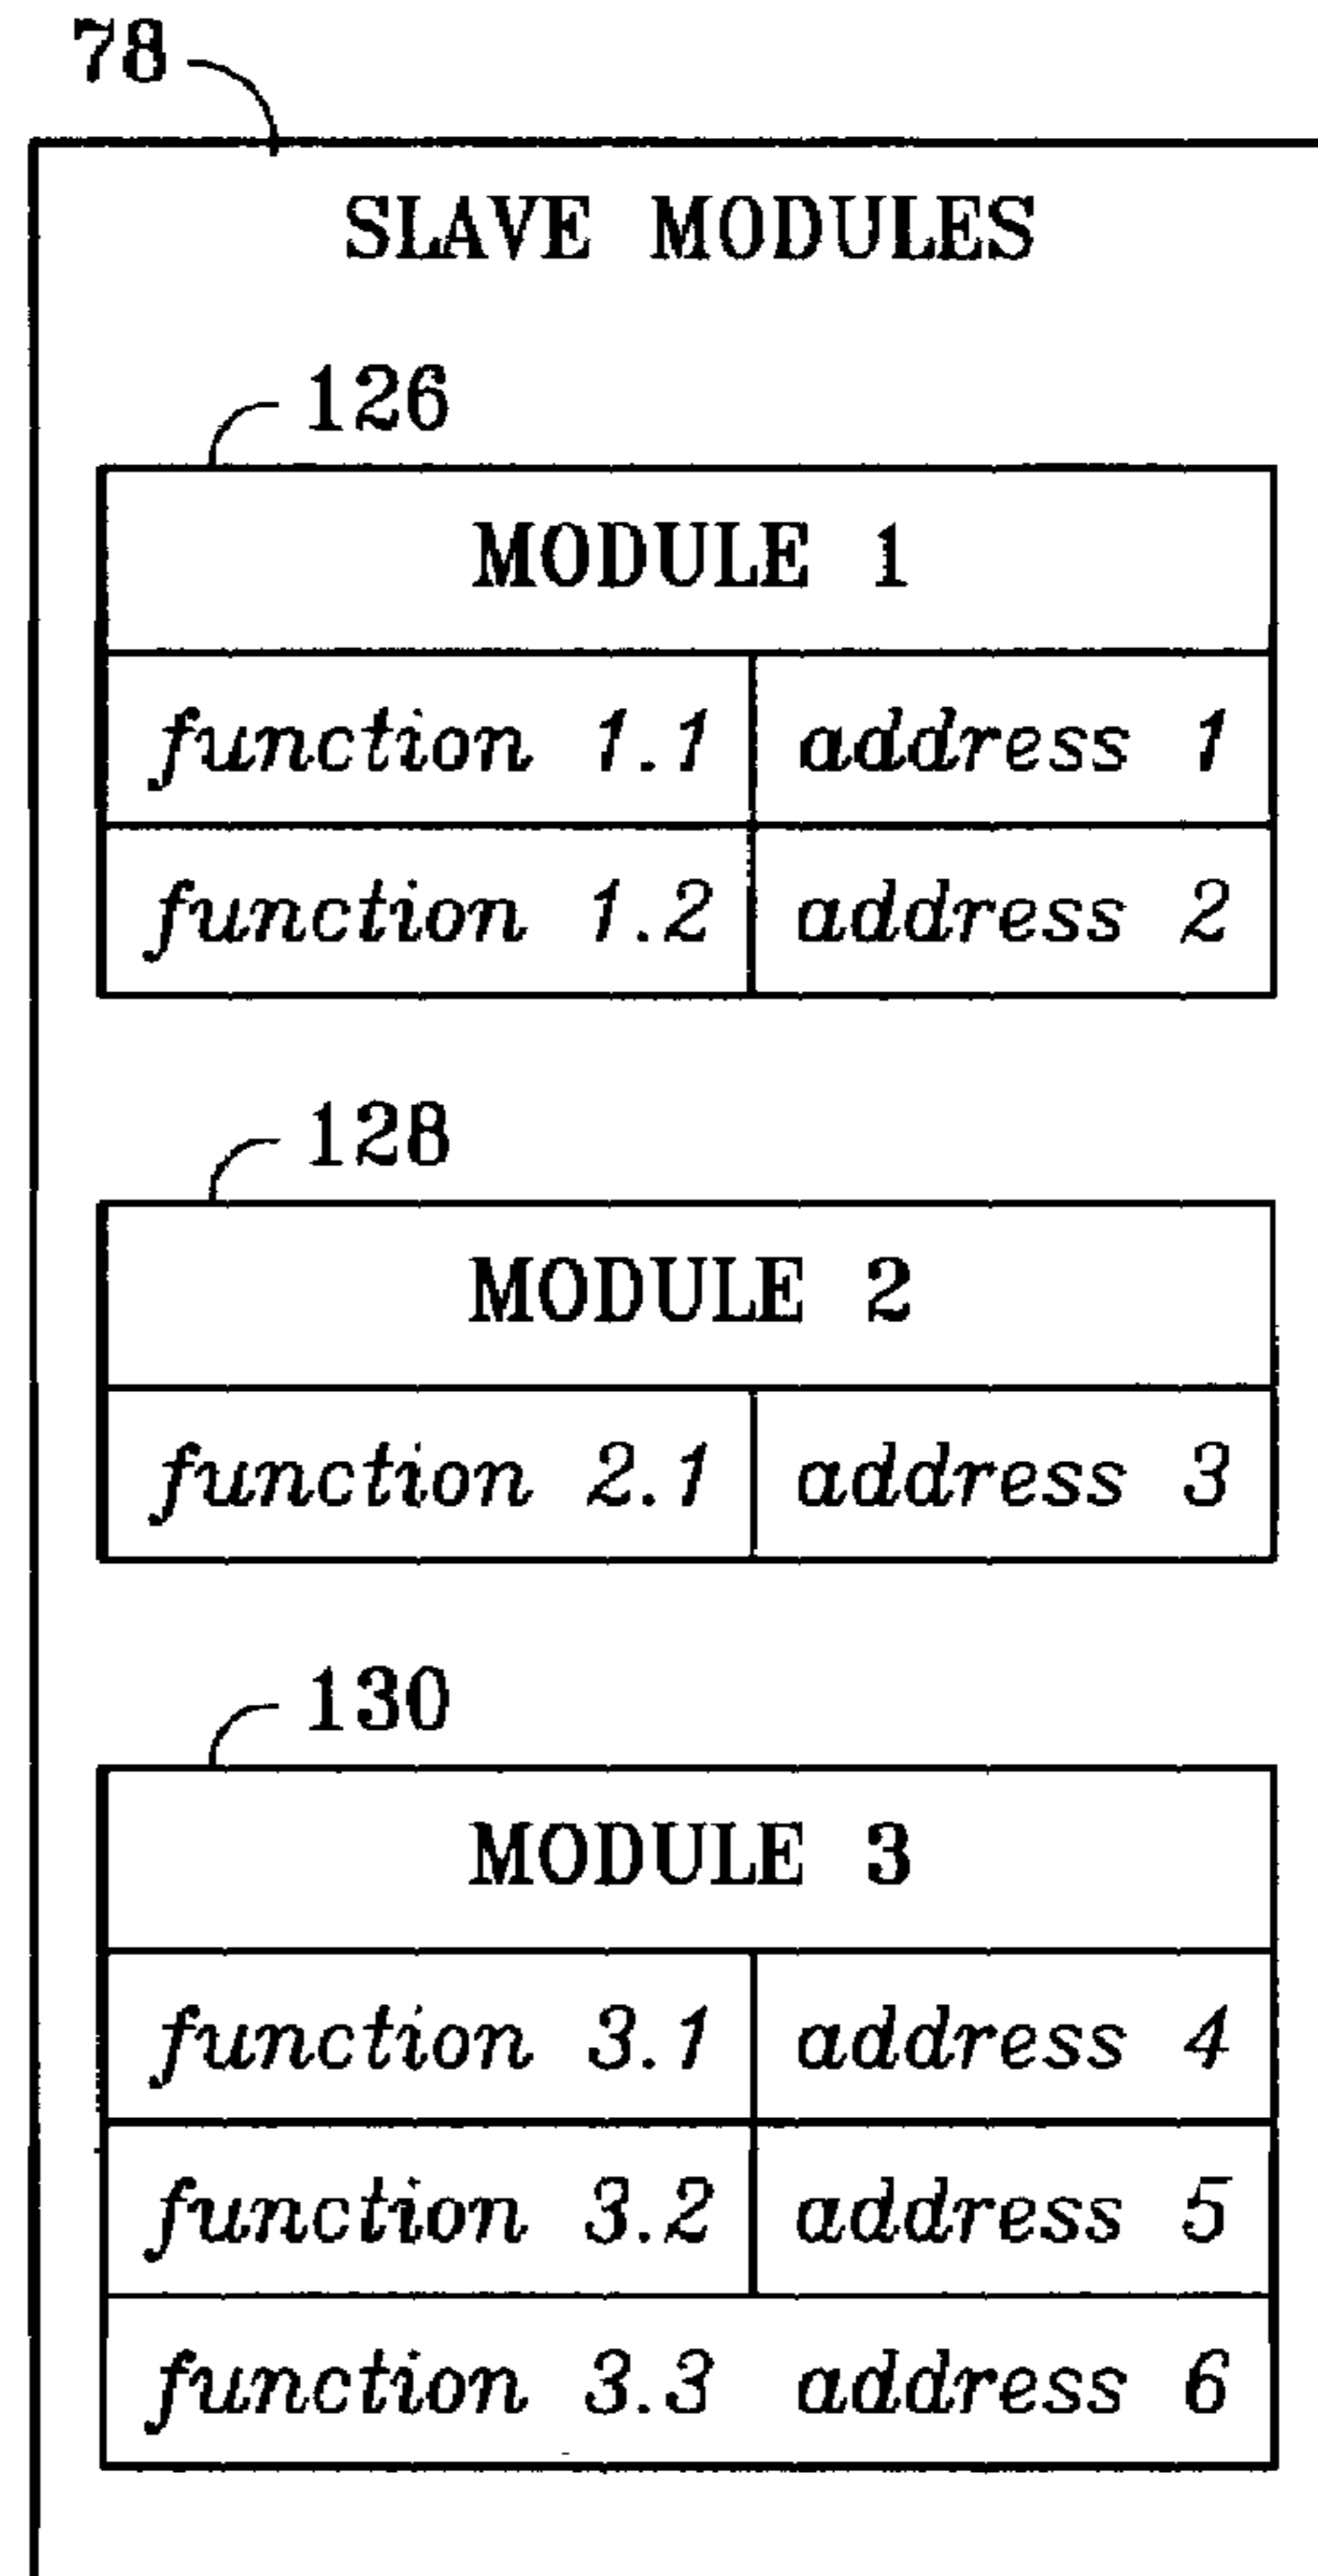 78
SLAVE MODULES
126
MODULE 1
function 1.1 address 1
function 1.2 address 2
128
MODULE 2
function 2.1 address 3
130
MODULE 3
function 3.1 address 4
function 3.2 address 5
function 3.3 address 6